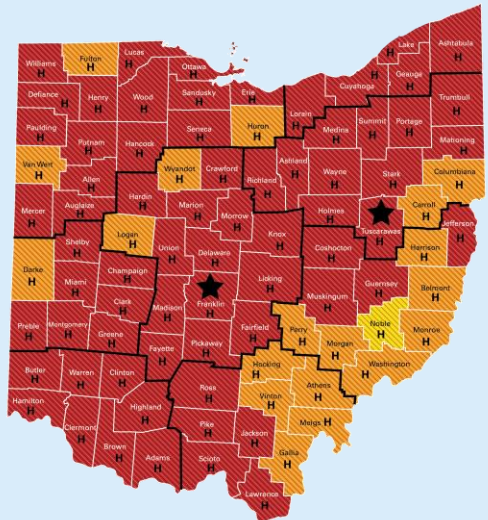 Williams
H
Fulton
H
Lucas
H
Ottawa
H
Lake
H
Ashtabula
H
Geauga
H
Cuyahoga
H
Defiance
H
Henry
H
Wood
H
Sandusky
H
Erie
H
Lorain
H
Trumbull
H
Paulding
H
Putnam
H
Hancock
H
Seneca
H
Huron
H
Medina
H
Summit
H
Portage
H
Mahoning
H
Van Wert
H
Allen
H
Wyandot
H
Crawford
H
Richland
H
Ashland
H
Wayne
H
Stark
H
Columbiana
H
Mercer
H
Auglaize
H
Hardin
H
Marion
H
Morrow
H
Holmes
H
Tuscarawas
H
Carroll
H
Jefferson
H
Shelby
H
Logan
H
Union
H
Delaware
H
Knox
H
Coshocton
H
Harrison
H
Darke
H
Miami
H
Champaign
H
Clark
H
Madison
H
Franklin
H
Licking
H
Muskingum
H
Guernsey
H
Belmont
H
Preble
H
Montgomery
H
Greene
H
Fayette
H
Pickaway
H
Fairfield
H
Perry
H
Morgan
H
Noble
H
Monroe
H
Washington
H
Butler
H
Warren
H
Clinton
H
Ross
H
Hocking
H
Athens
H
Hamilton
H
Clermont
H
Highland
H
Vinton
H
Meigs H
Brown
H
Adams
H
Pike
H
Jackson
H
Gallia
H
Scioto
H
Lawrence
H